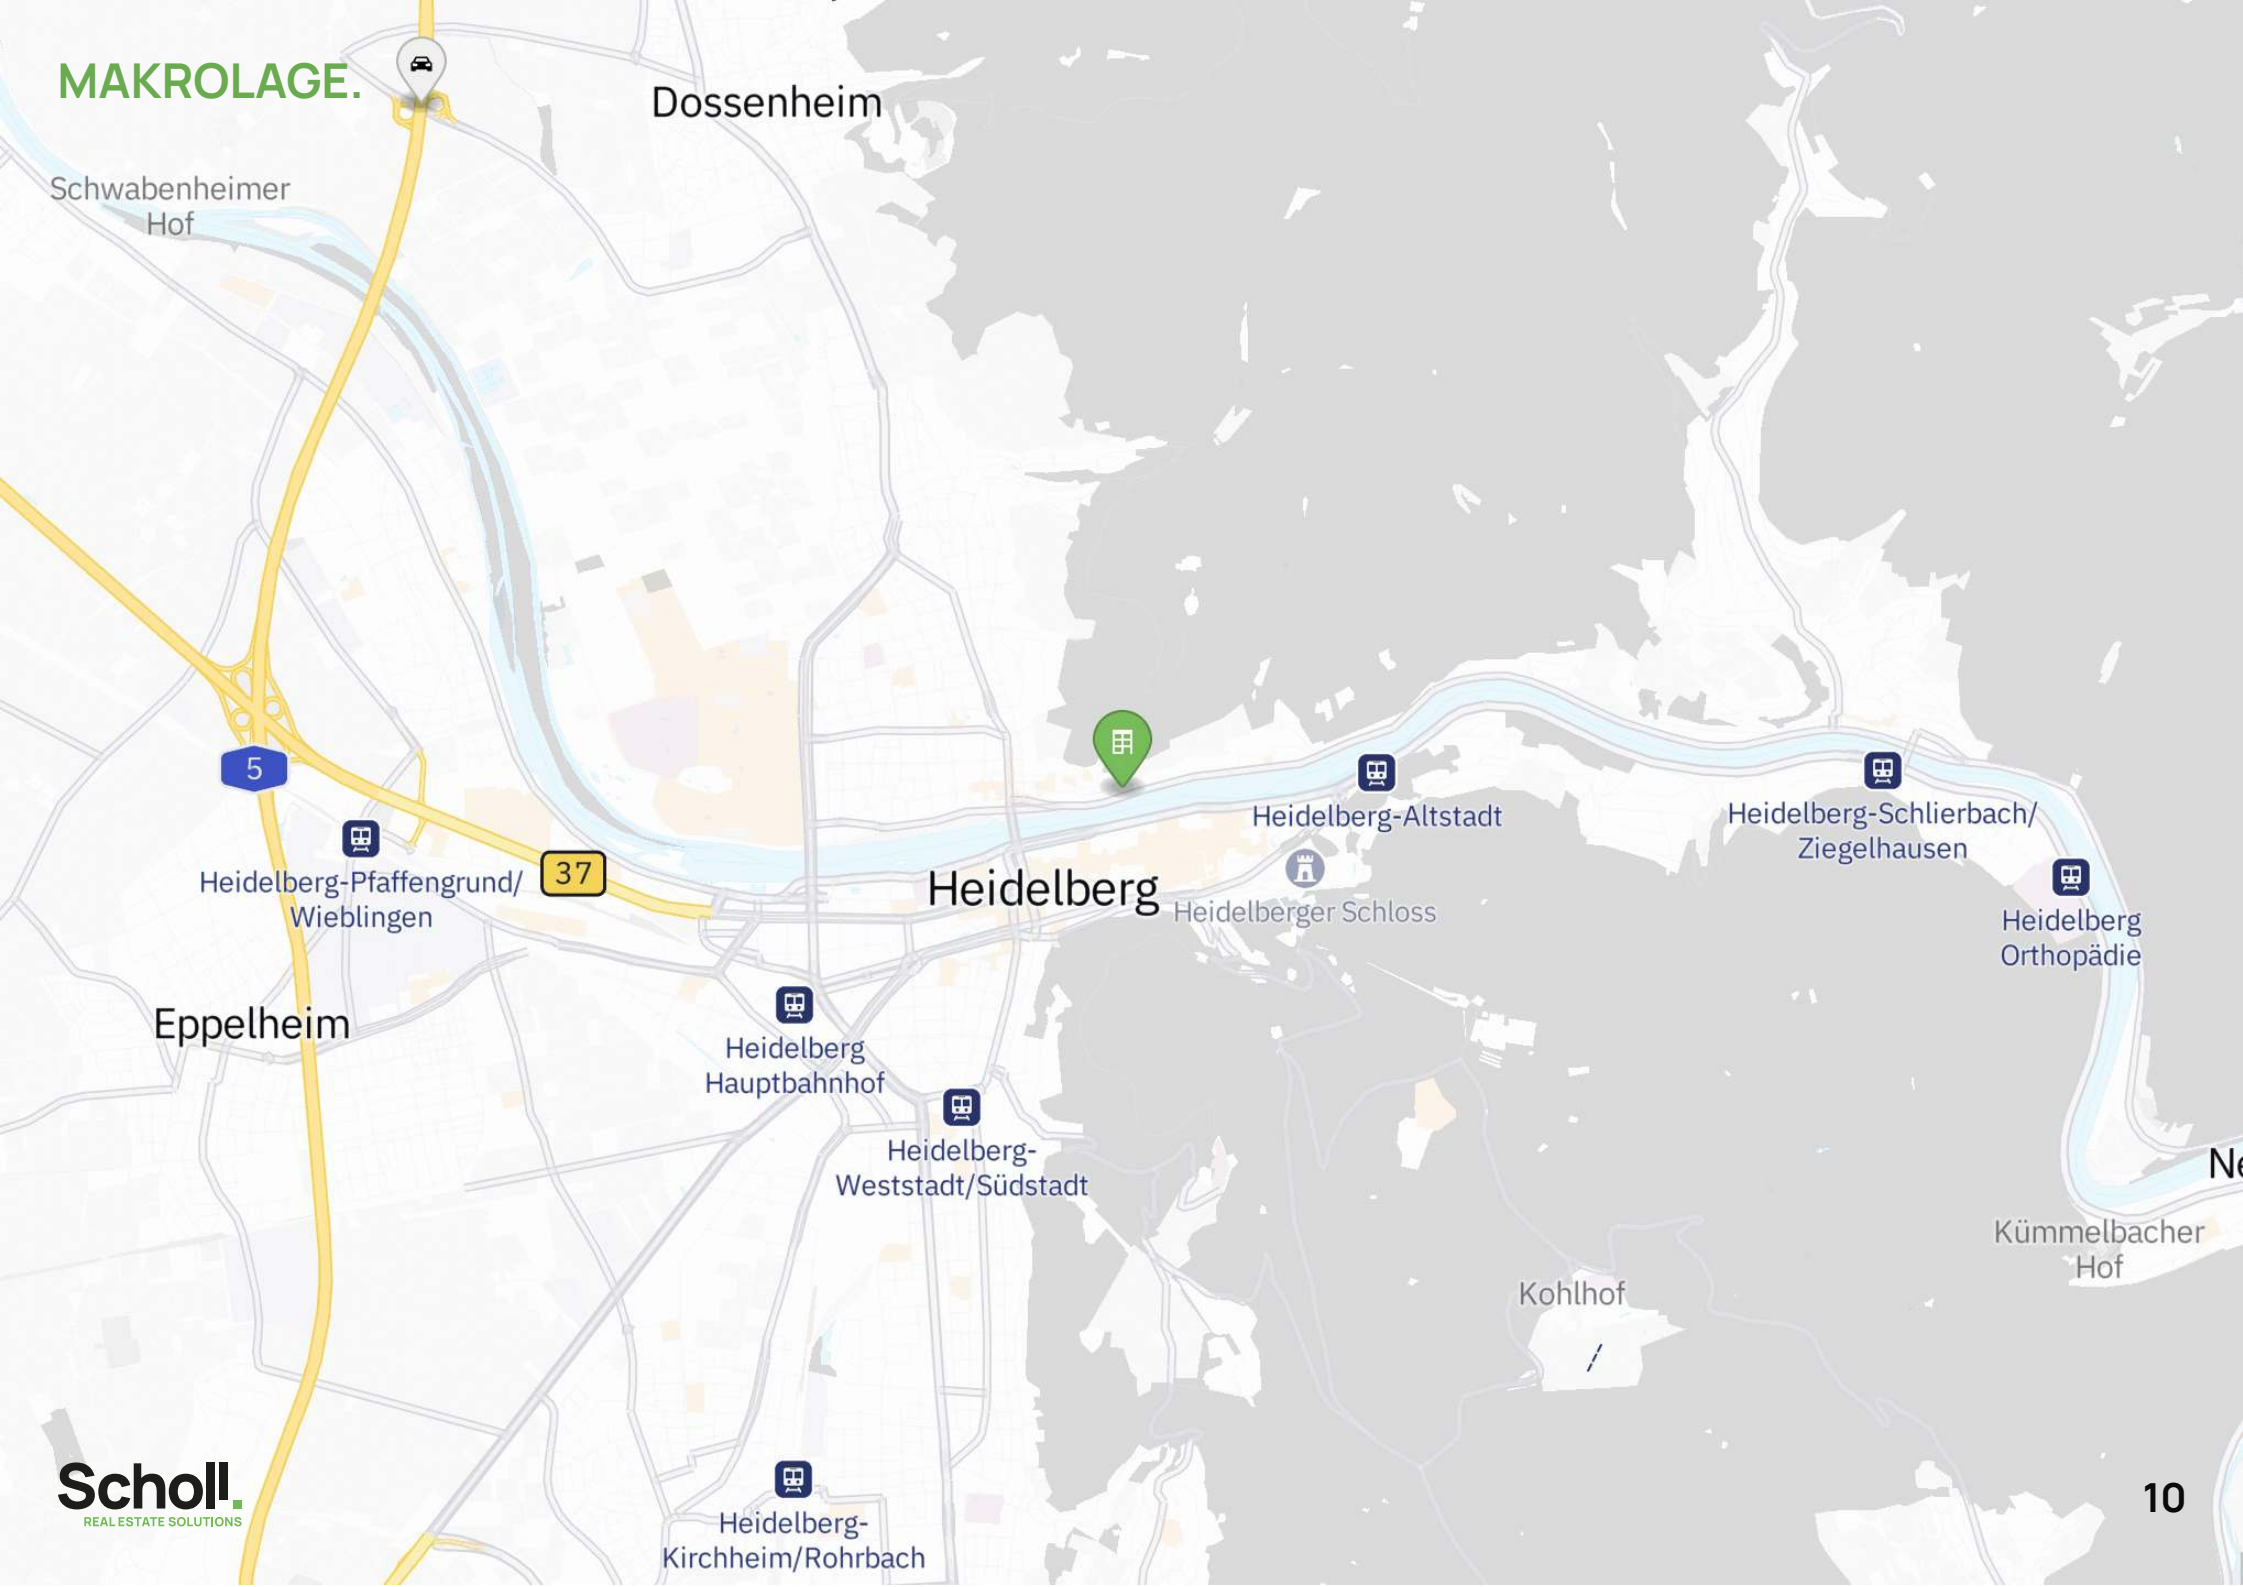 MAKROLAGE.
Dossenheim
Schwabenheimer
Hof
5
37
Heidelberg-Pfaffengrund/
Wieblingen
Heidelberg
Heidelberg-Altstadt
Heidelberger Schloss
Heidelberg-Schlierbach/
Ziegelhausen
Heidelberg
Orthopädie
Eppelheim
Heidelberg
Hauptbahnhof
Heidelberg-
Weststadt/Südstadt
Ne
Kümmelbacher
Hof
Kohlhof
Heidelberg-
Kirchheim/Rohrbach
Scholl.
REAL ESTATE SOLUTIONS
10